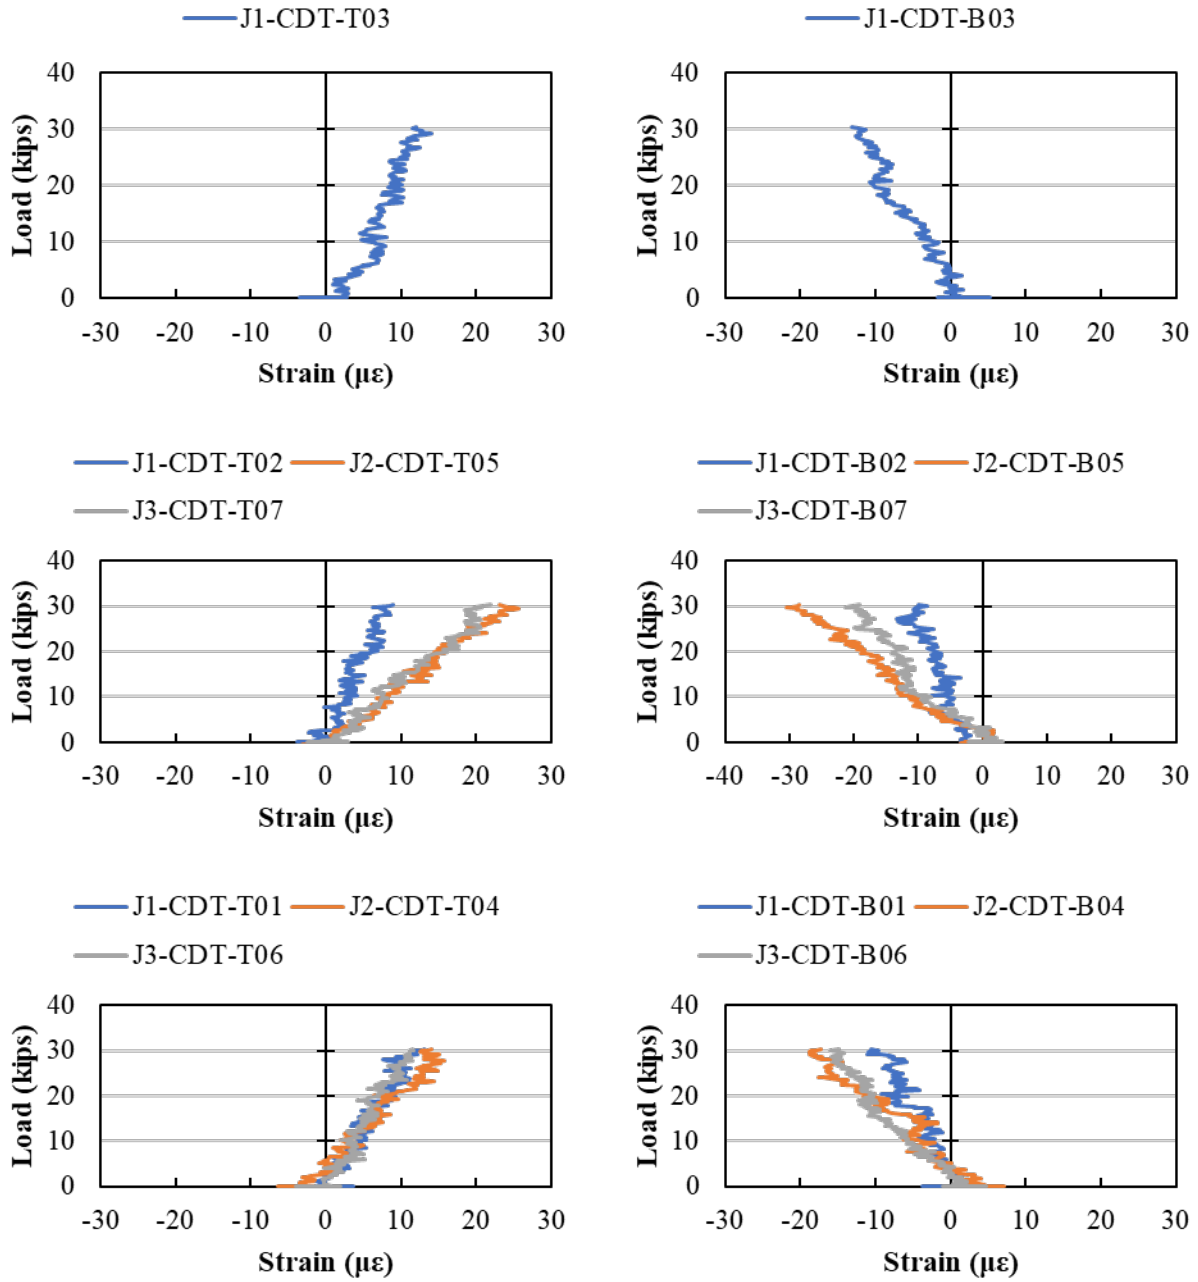 J1-CDT-T03
40
30
20
10
0
Load (kips)
-30 -20 -10 0 10 20 30
Strain (με)
J1-CDT-B03
40
30
20
10
0
Load (kips)
-30 -20 -10 0 10 20 30
Strain (με)
J1-CDT-T02 J2-CDT-T05
J3-CDT-T07
40
30
20
10
0
Load (kips)
-30 -20 -10 0 10 20 30
Strain (με)
J1-CDT-B02 J2-CDT-B05
J3-CDT-B07
40
30
20
10
0
Load (kips)
-40 -30 -20 -10 0 10 20 30
Strain (με)
J1-CDT-T01 J2-CDT-T04
J3-CDT-T06
40
30
20
10
0
Load (kips)
-30 -20 -10 0 10 20 30
Strain (με)
J1-CDT-B01 J2-CDT-B04
J3-CDT-B06
40
30
20
10
0
Load (kips)
-30 -20 -10 0 10 20 30
Strain (με)